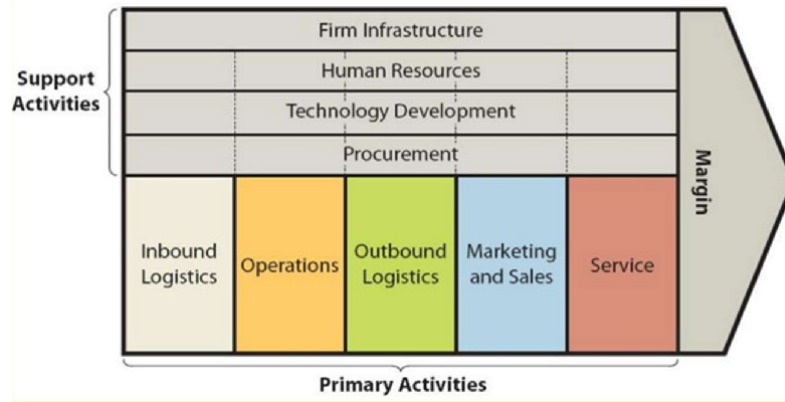 Firm Infrastructure
Support
Activities
Human Resources
Technology Development
Procurement
Margin
Inbound
Logistics
Operations
Outbound
Logistics
Marketing
and Sales
Service
Primary Activities